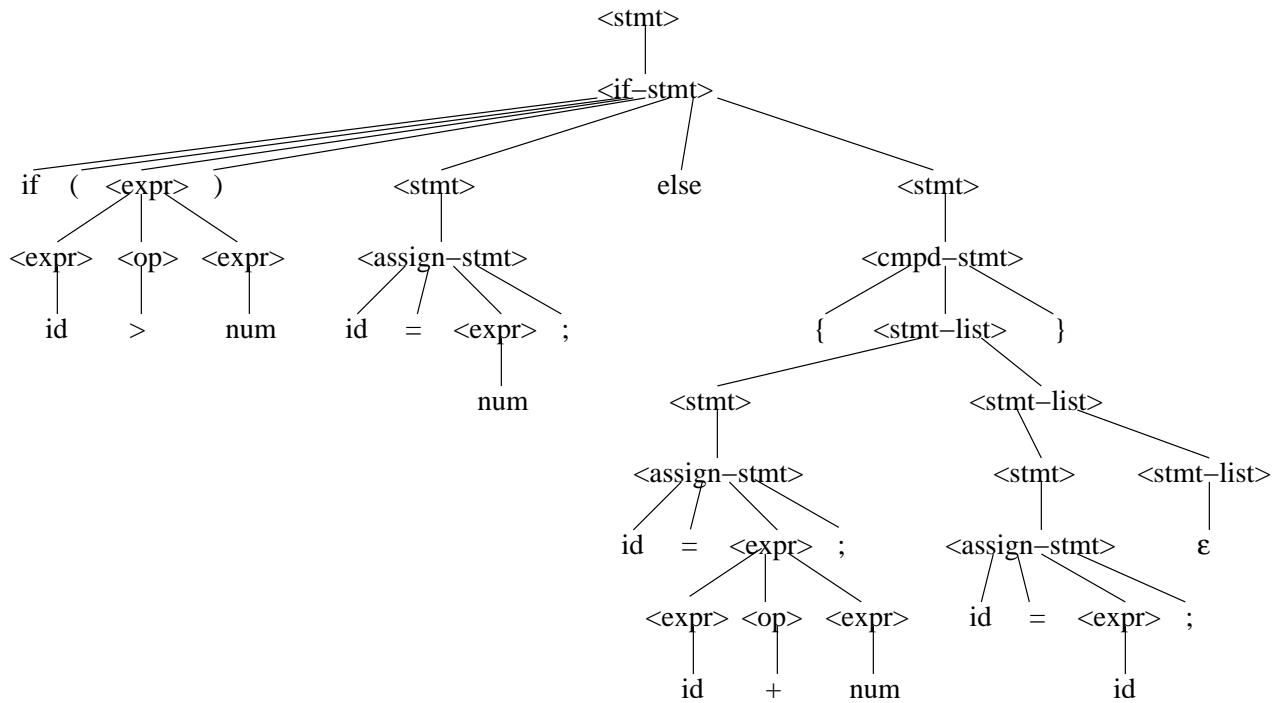 <stmt>
<if−stmt>
if ( <expr> ) <stmt> else <stmt>
<expr> <op> <expr> <assign−stmt> <cmpd−stmt>
id > num id = <expr> ; { <stmt−list> }
num <stmt> <stmt−list>
<assign−stmt> <stmt> <stmt−list>
id = <expr> ; <assign−stmt> ε
<expr> <op> <expr> id = <expr> ;
id + num id